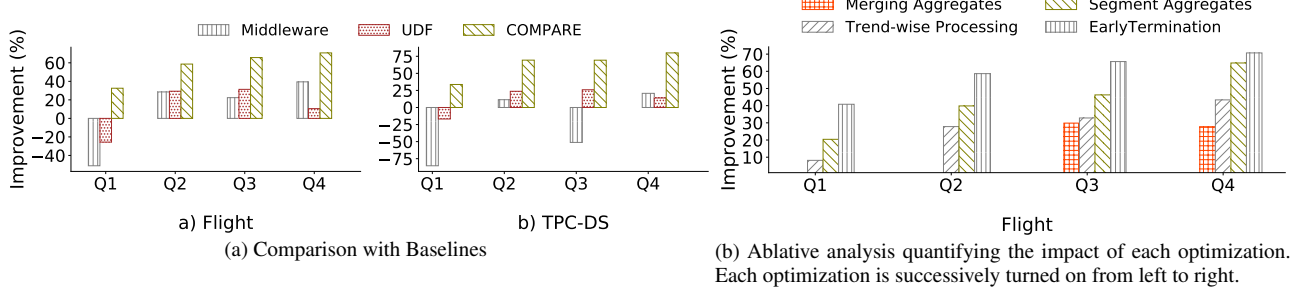 Middleware UDF COMPARE
Improvement (%)
60
40
20
0
−20
−40
Q1 Q2 Q3 Q4
a) Flight
75
50
25
0
−25
−50
−75
Q1 Q2 Q3 Q4
b) TPC-DS
(a) Comparison with Baselines
Merging Aggregates Segment Aggregates
Trend-wise Processing EarlyTermination
Improvement (%)
70
60
50
40
30
20
10
Q1 Q2 Q3 Q4
Flight
(b) Ablative analysis quantifying the impact of each optimization.
Each optimization is successively turned on from left to right.